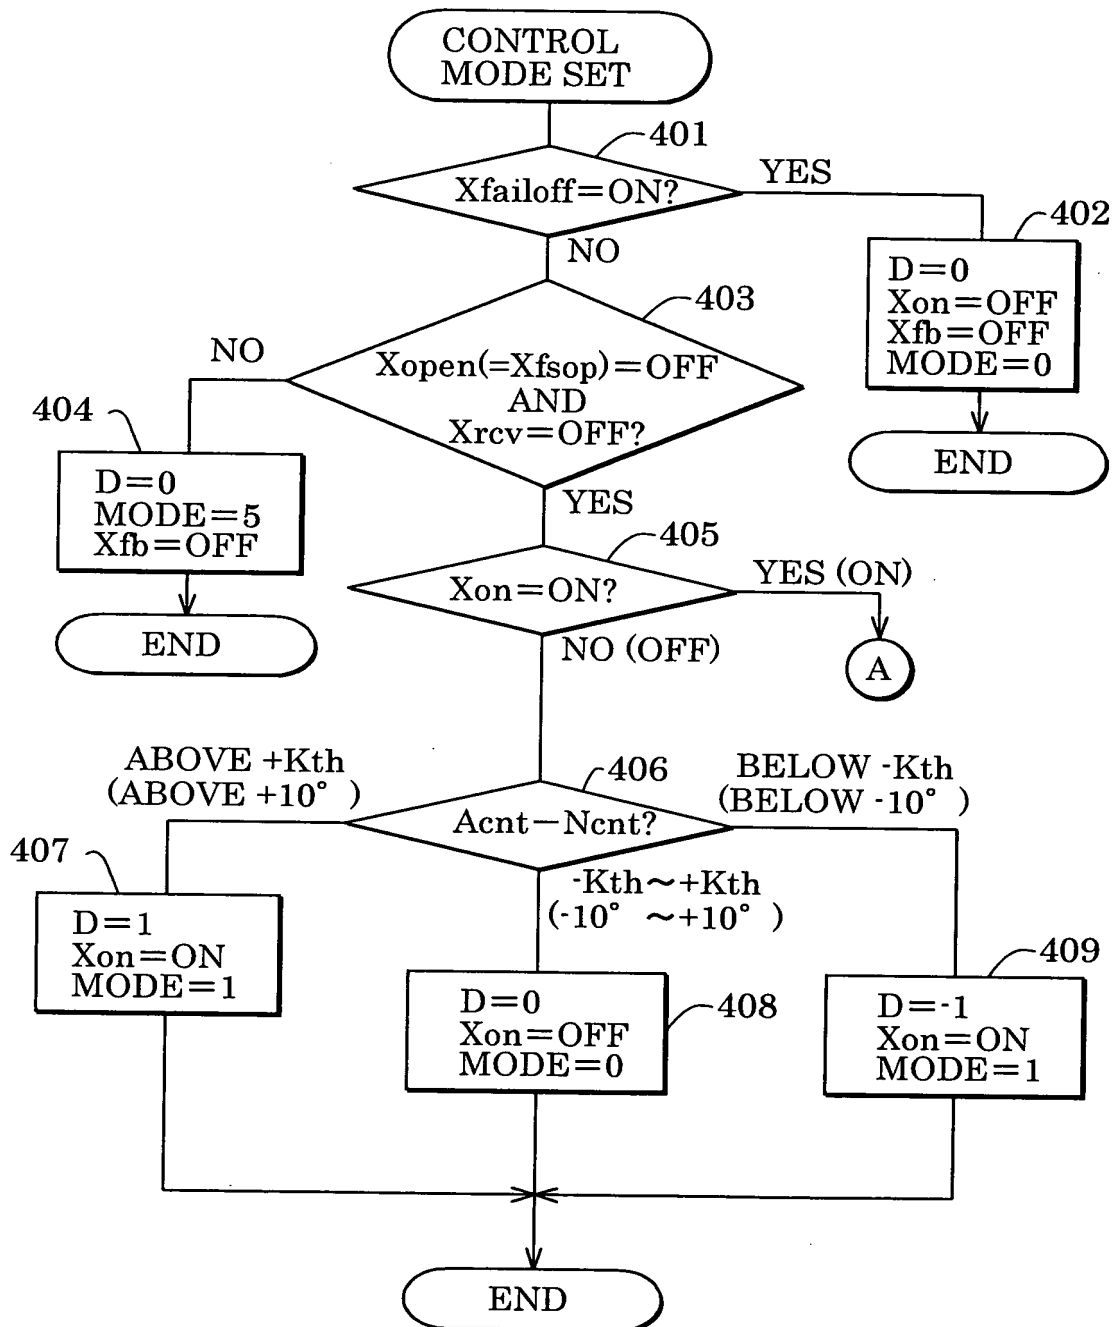 CONTROL
MODE SET
401
Xfailoff=ON?
YES
NO
402
D=0
Xon=OFF
Xfb=OFF
MODE=0
END
403
Xopen(=Xfsop)=OFF
AND
Xrcv=OFF?
NO
YES
404
D=0
MODE=5
Xfb=OFF
END
405
Xon=ON?
YES (ON)
A
NO (OFF)
406
Acnt−Ncnt?
ABOVE +Kth
(ABOVE +10° )
BELOW -Kth
(BELOW -10° )
-Kth~+Kth
(-10° ~+10° )
407
D=1
Xon=ON
MODE=1
408
D=0
Xon=OFF
MODE=0
409
D=-1
Xon=ON
MODE=1
END